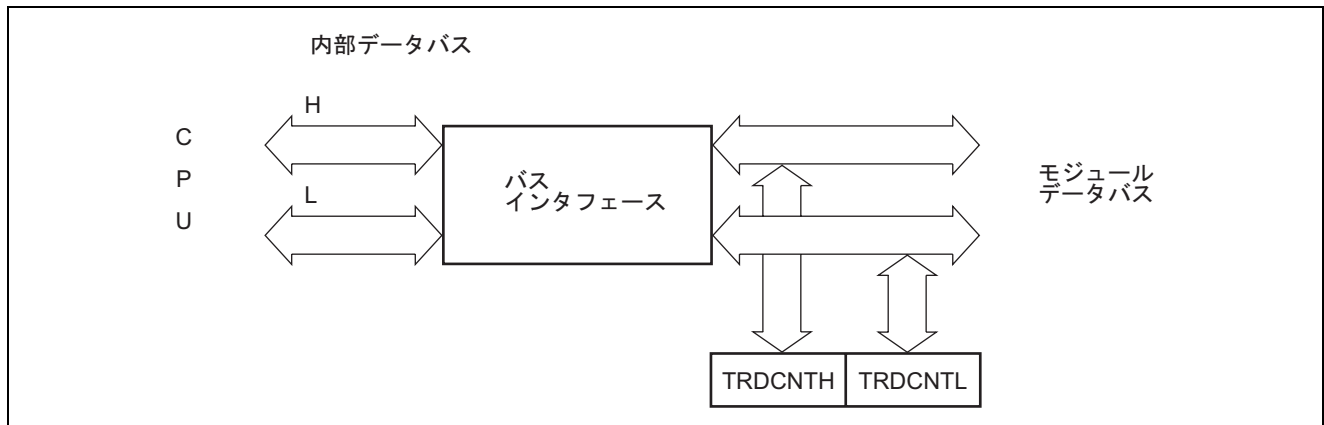 内部データバス
H
C
P
U
L
バス
インタフェース
モジュール
データバス
TRDCNTH
TRDCNTL